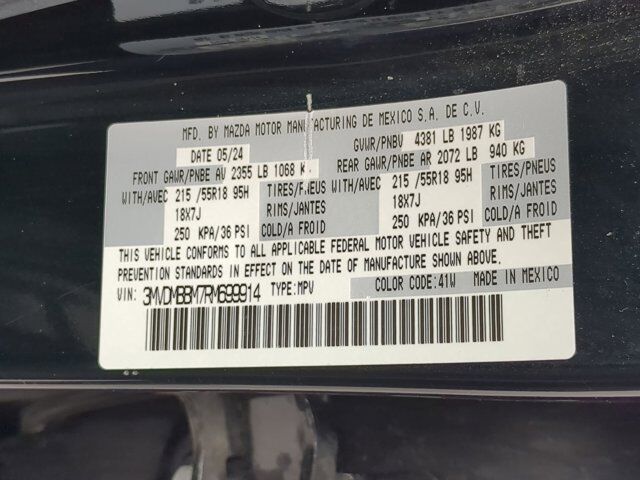 MFD. BY MAZDA MOTOR MANUFACTURING DE MEXICO S.A. DE C.V.
DATE 05/24 GVWR/PNBV 4381 LB 1987 KG
FRONT GAWR/PNBE AV 2355 LB 1068 K REAR GAWR/PNBE AR 2072 LB 940 KG
WITH/AVEC 215 /55R18 95H TIRES/PNEUS WITH/AVEC 215 /55R18 95H TIRES/PNEUS
18X7J RIMS/JANTES 18X7J RIMS/JANTES
250 KPA/36 PSI COLD/A FROID 250 KPA/36 PSI COLD/A FROID
THIS VEHICLE CONFORMS TO ALL APPLICABLE FEDERAL MOTOR VEHICLE SAFETY AND THEFT
PREVENTION STANDARDS IN EFFECT ON THE DATE OF MANUFACTURE SHOWN ABOVE.
VIN: 3MVDMBBM7RM699914 TYPE:MPV COLOR CODE:41W MADE IN MEXICO